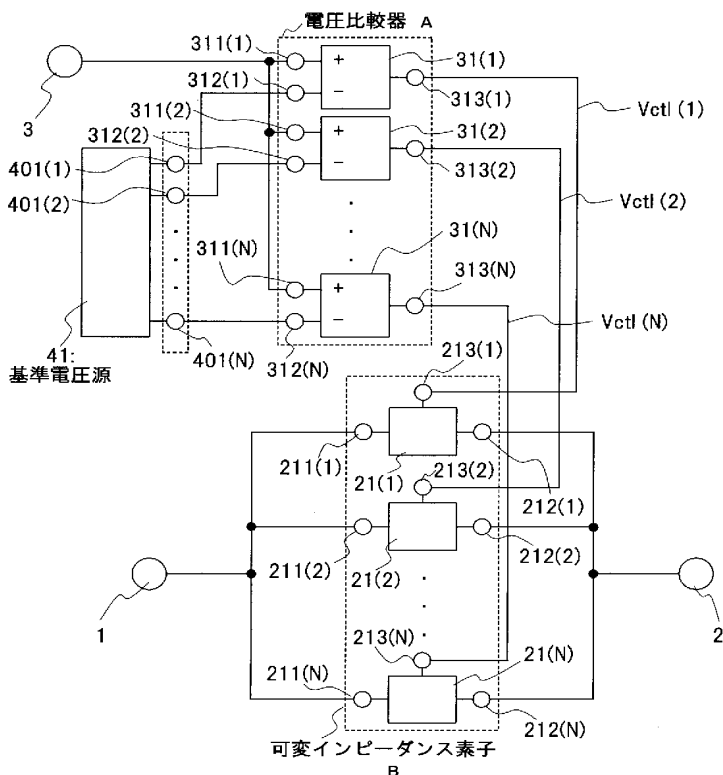 電圧比較器 A
311(1)
31(1)
312(1)
313(1)
Vctl(1)
3
311(2)
312(2)
31(2)
401(1)
313(2)
401(2)
Vctl(2)
31(N)
311(N)
313(N)
Vctl(N)
41:
基準電圧源
401(N)
312(N)
213(1)
211(1)
21(1)
213(2)
212(1)
211(2)
21(2)
212(2)
1
2
213(N)
21(N)
211(N)
212(N)
可変インピーダンス素子
B
+
−
+
−
+
−